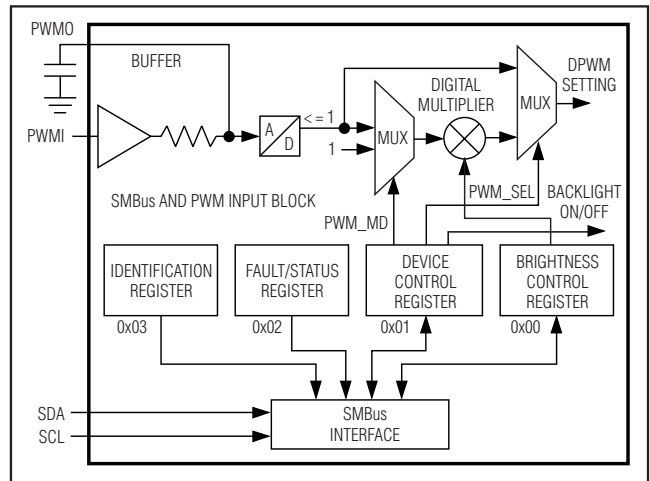 PWMO
BUFFER
PWMI
A
D
<= 1
1
MUX
DIGITAL
MULTIPLIER
MUX
DPWM
SETTING
SMBus AND PWM INPUT BLOCK
PWM_MD
PWM_SEL
BACKLIGHT
ON/OFF
IDENTIFICATION
REGISTER
0x03
FAULT/STATUS
REGISTER
0x02
DEVICE
CONTROL
REGISTER
0x01
BRIGHTNESS
CONTROL
REGISTER
0x00
SDA
SCL
SMBus
INTERFACE